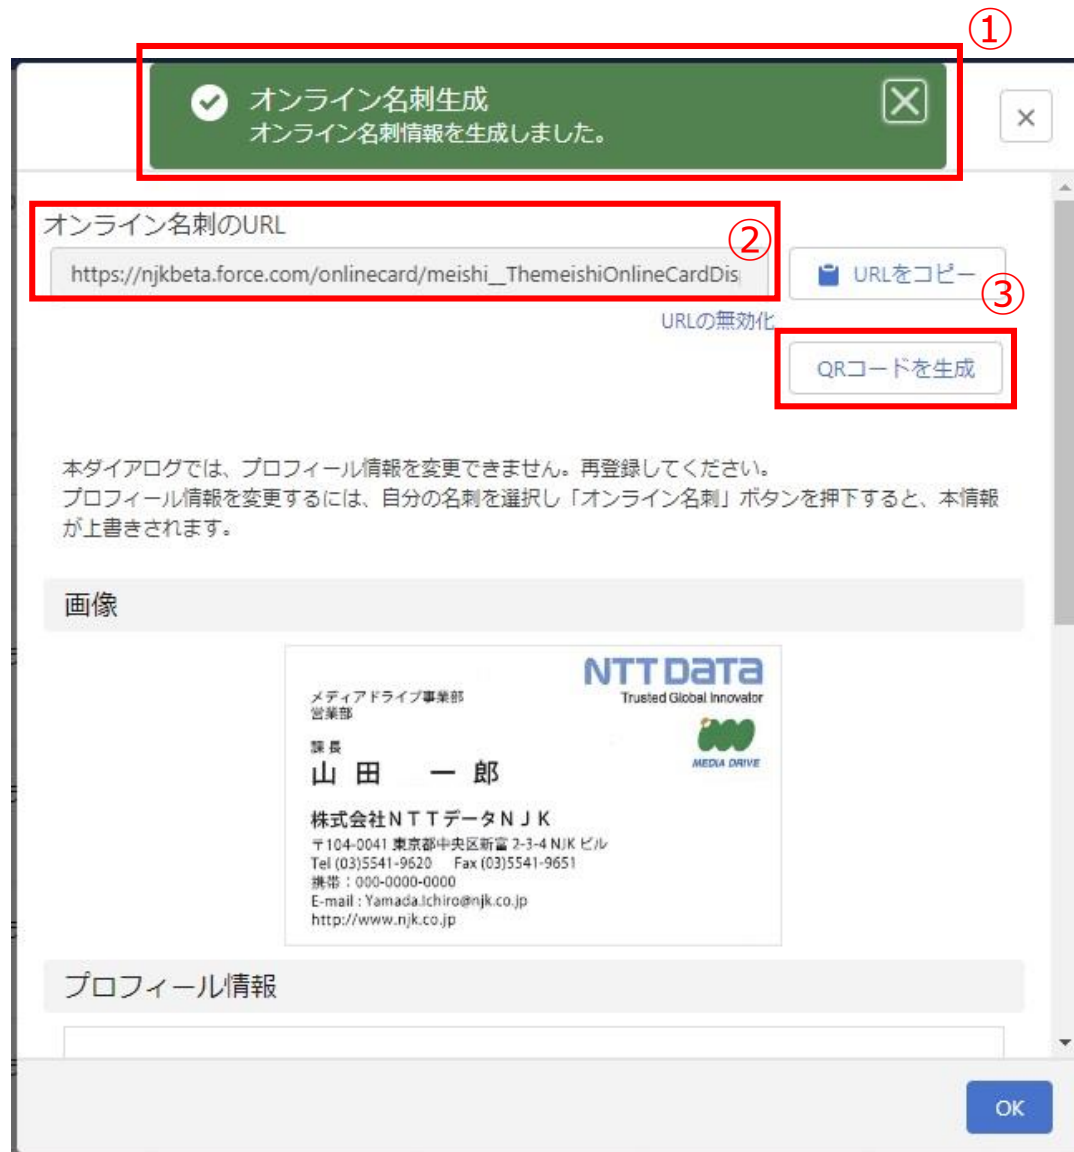 ①
オンライン名刺生成
オンライン名刺情報を生成しました。
オンライン名刺のURL
②
https://njkbeta.force.com/onlinecard/meishi__ThemeishiOnlineCardDis
URLをコピー
③
URLの無効化
QRコードを生成
本ダイアログでは、プロフィール情報を変更できません。再登録してください。
プロフィール情報を変更するには、自分の名刺を選択し「オンライン名刺」ボタンを押下すると、本情報
が上書きされます。
画像
NTT DATA
Trusted Global Innovator
メディアドライブ事業部
営業部
MEDIA DRIVE
課長
山田 一郎
株式会社NTTデータNJK
〒104-0041 東京都中央区新富 2-3-4 NJK ビル
Tel (03)5541-9620 Fax (03)5541-9651
携帯：000-0000-0000
E-mail : Yamada.Ichiro@njk.co.jp
http://www.njk.co.jp
プロフィール情報
OK